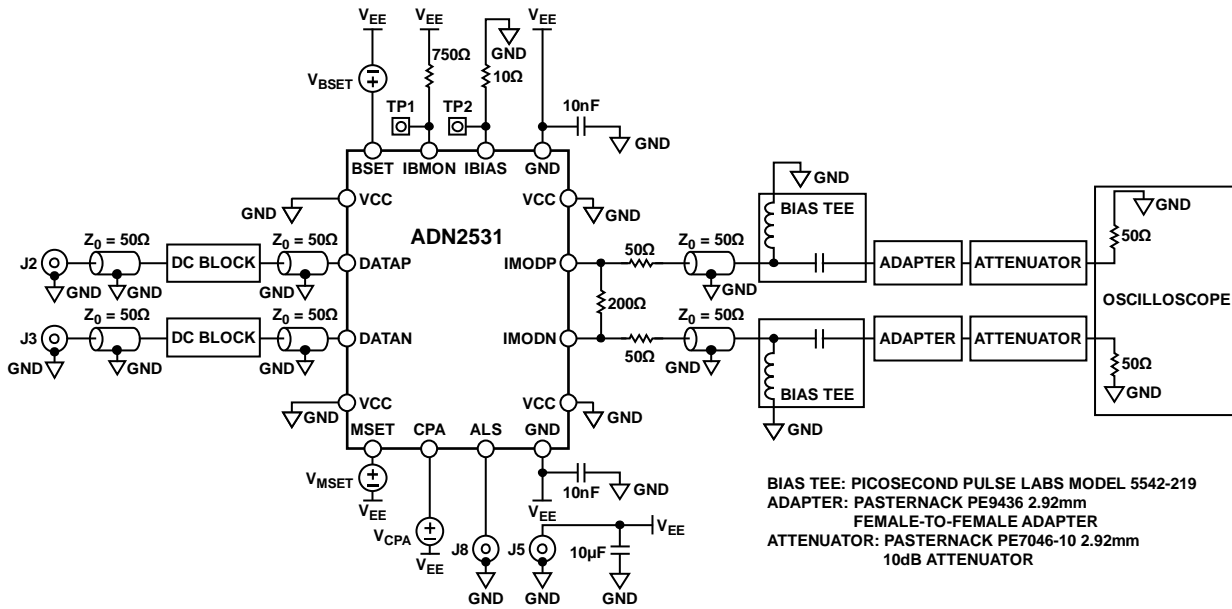 VEE
VEE
VEE
GND
750Ω
10Ω
VBSET
TP1
TP2
10nF
GND
BSET
IBMON
IBIAS
GND
GND
VCC
VCC
GND
GND
BIAS TEE
ADN2531
Z0 = 50Ω
Z0 = 50Ω
Z0 = 50Ω
GND
50Ω
J2
DC BLOCK
DATAP
IMODP
50Ω
ADAPTER
ATTENUATOR
GND
GND
GND
GND
OSCILLOSCOPE
200Ω
Z0 = 50Ω
Z0 = 50Ω
Z0 = 50Ω
J3
DC BLOCK
DATAN
IMODN
50Ω
ADAPTER
ATTENUATOR
50Ω
GND
GND
GND
GND
GND
BIAS TEE
GND
VCC
VCC
GND
GND
MSET
CPA
ALS
GND
VMSET
VEE
10nF
GND
VEE
VCPA
VEE
J8
GND
J5
GND
10µF
GND
VEE
BIAS TEE: PICOSECOND PULSE LABS MODEL 5542-219
ADAPTER: PASTERNACK PE9436 2.92mm
FEMALE-TO-FEMALE ADAPTER
ATTENUATOR: PASTERNACK PE7046-10 2.92mm
10dB ATTENUATOR